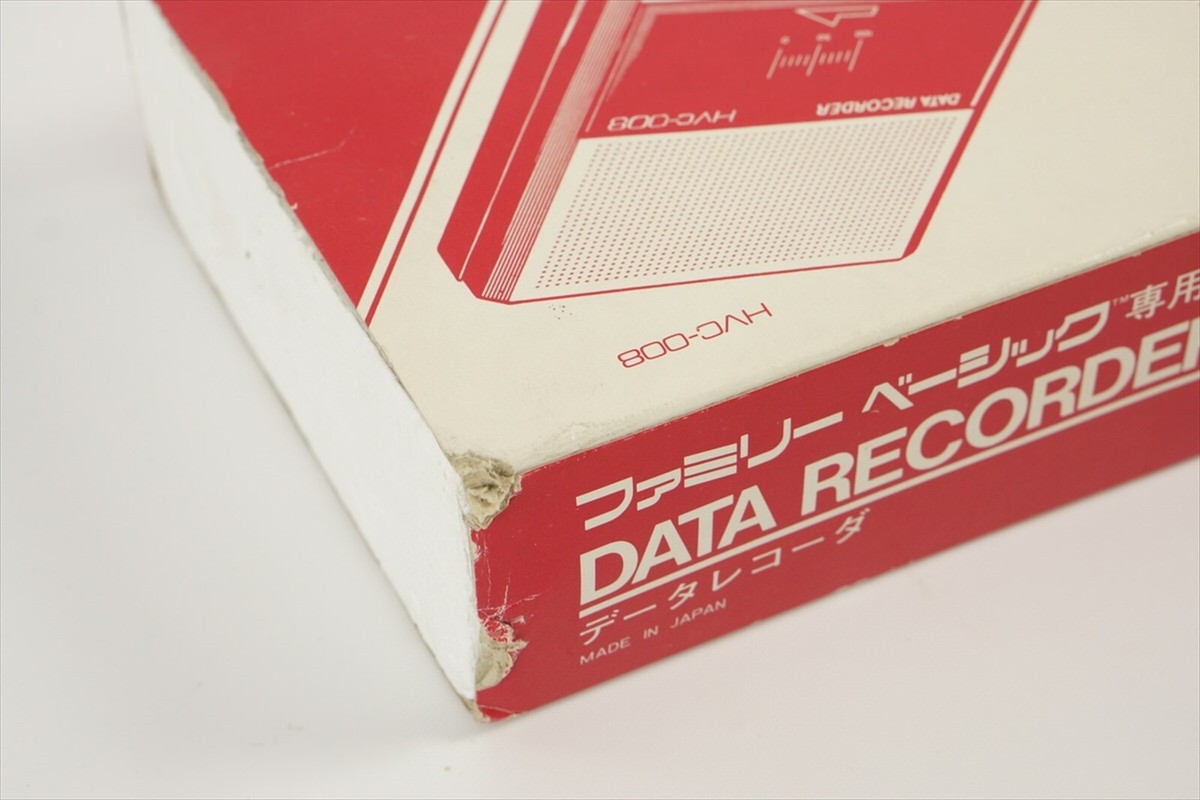 HVC-008
DATA RECORDER
HVC-008
ファミリー ベーシック™専用
DATA RECORDER
データレコーダ
MADE IN JAPAN